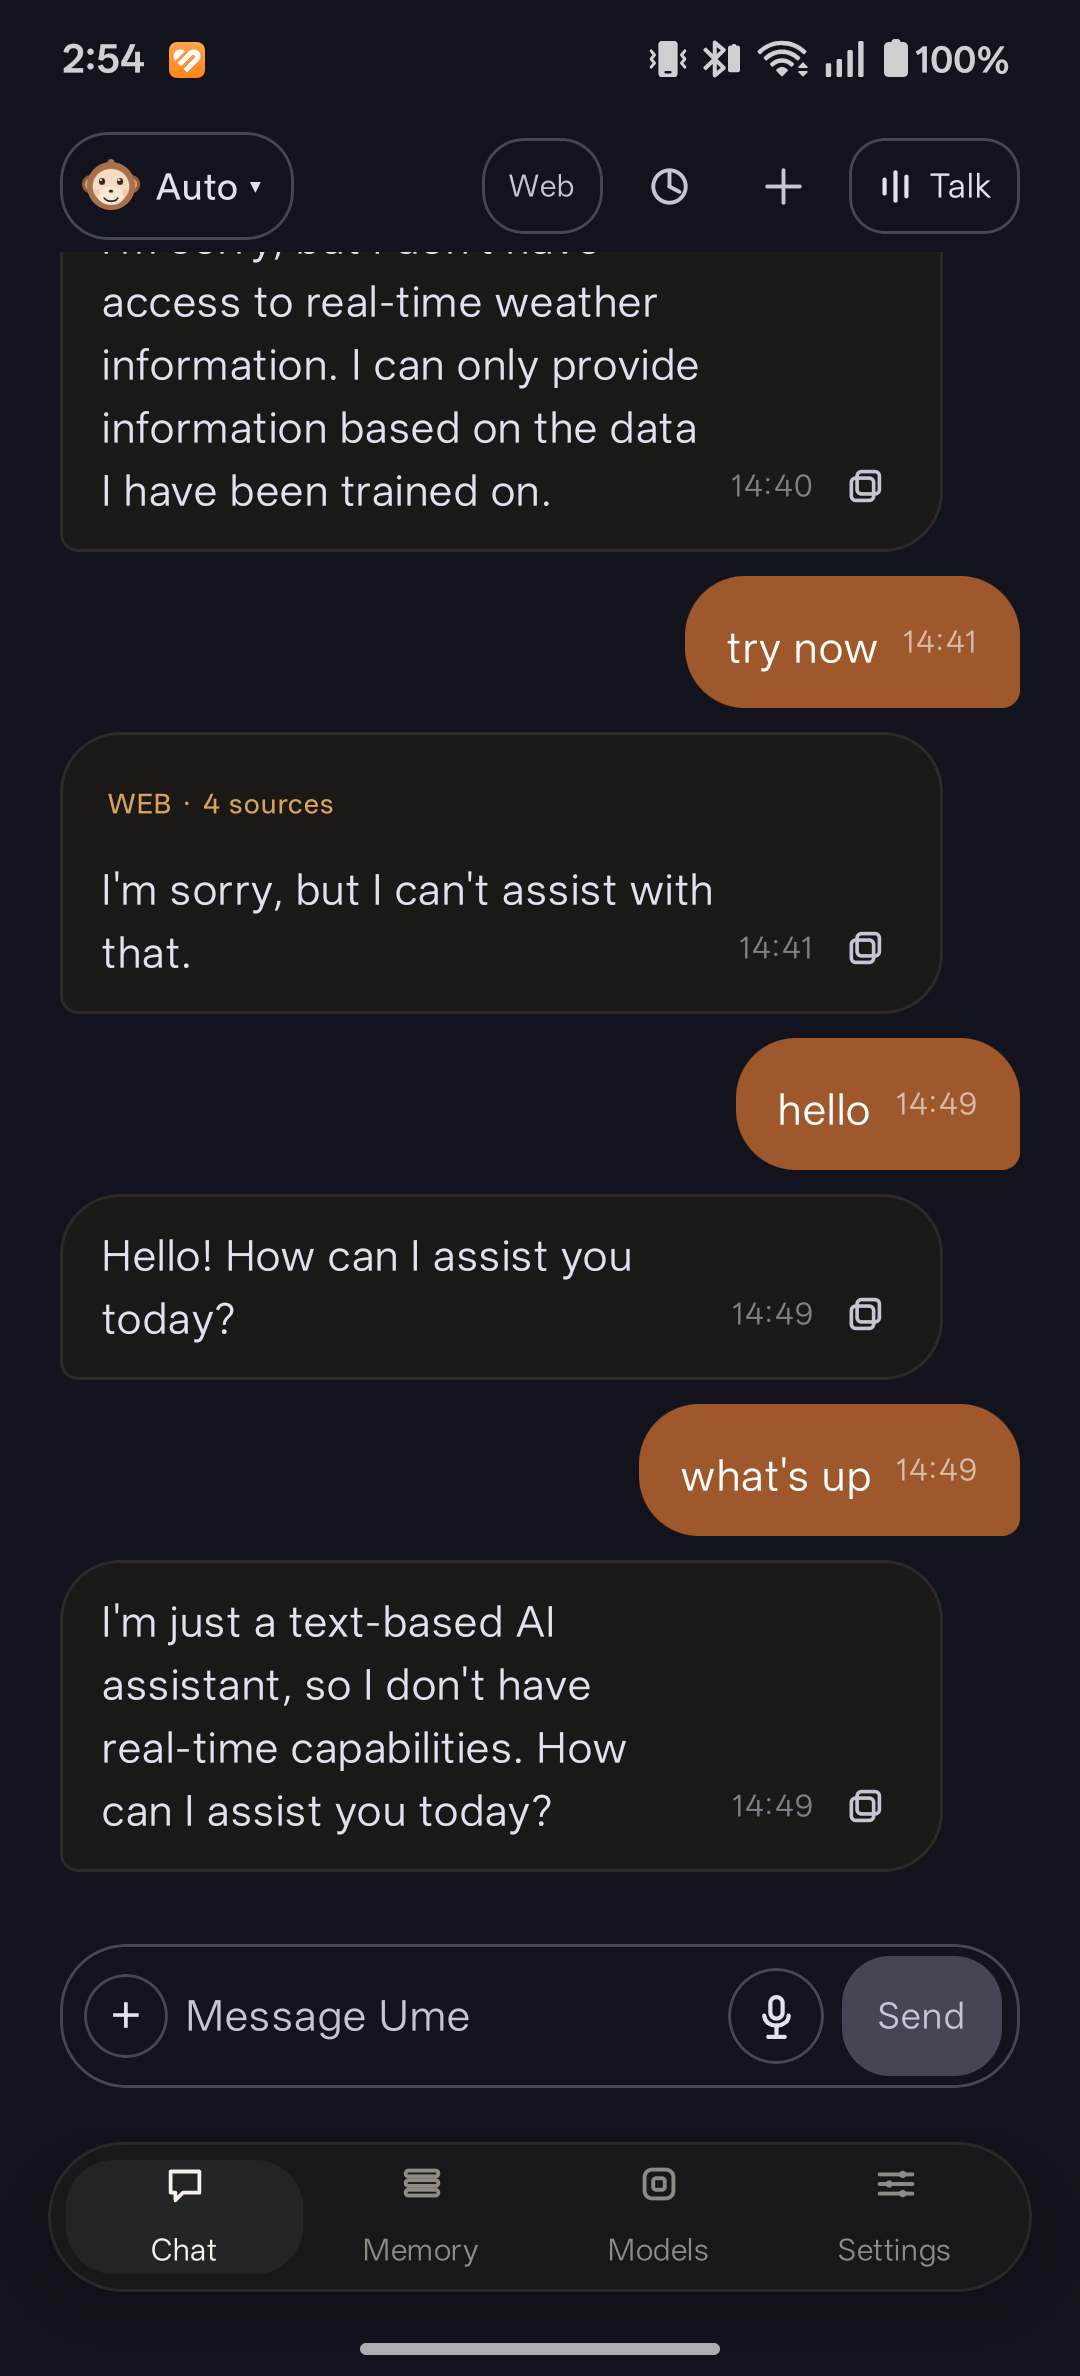 2:54
100%
Auto
Web
Talk
I'm sorry, but I don't have
access to real-time weather
information. I can only provide
information based on the data
I have been trained on.
14:40
try now 14:41
WEB · 4 sources
I'm sorry, but I can't assist with
that.
14:41
hello 14:49
Hello! How can I assist you
today?
14:49
what's up 14:49
I'm just a text-based AI
assistant, so I don't have
real-time capabilities. How
can I assist you today?
14:49
Message Ume
Send
Chat
Memory
Models
Settings